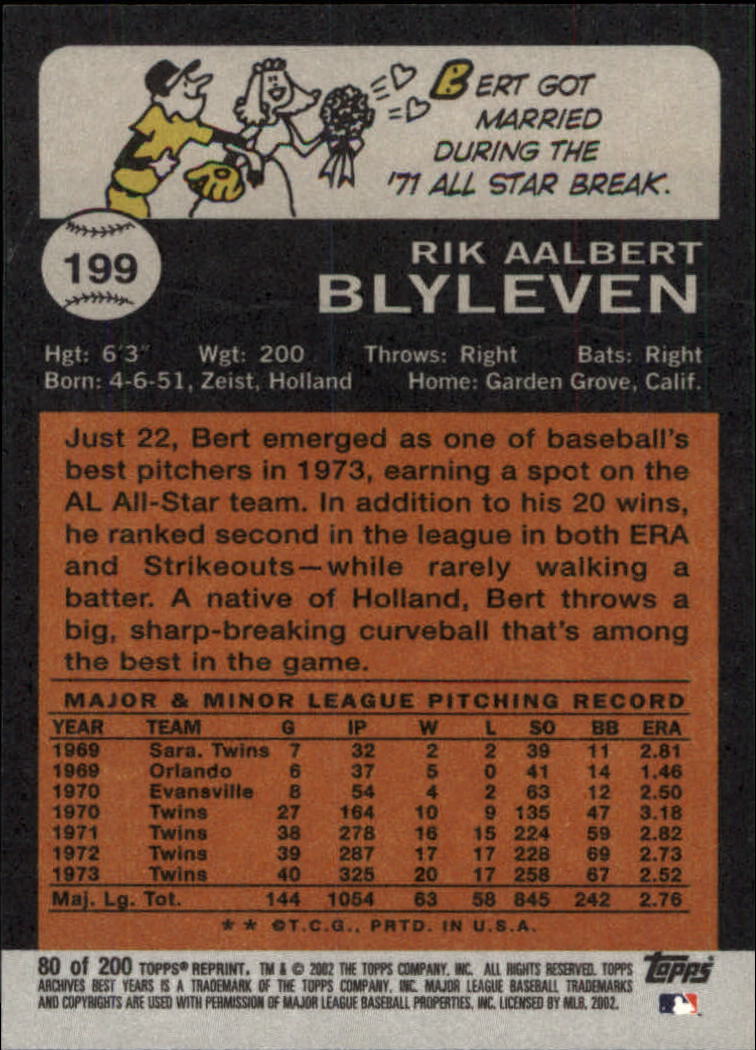 BERT GOT
MARRIED
DURING THE
'71 ALL STAR BREAK.
199
RIK AALBERT
BLYLEVEN
Hgt: 6'3" Wgt: 200 Throws: Right Bats: Right
Born: 4-6-51, Zeist, Holland Home: Garden Grove, Calif.
Just 22, Bert emerged as one of baseball's
best pitchers in 1973, earning a spot on the
AL All-Star team. In addition to his 20 wins,
he ranked second in the league in both ERA
and Strikeouts—while rarely walking a
batter. A native of Holland, Bert throws a
big, sharp-breaking curveball that's among
the best in the game.
MAJOR & MINOR LEAGUE PITCHING RECORD
YEAR TEAM G IP W L SO BB ERA
1969 Sara. Twins 7 32 2 2 39 11 2.81
1969 Orlando 6 37 5 0 41 14 1.46
1970 Evansville 8 54 4 2 63 12 2.50
1970 Twins 27 164 10 9 135 47 3.18
1971 Twins 38 278 16 15 224 59 2.82
1972 Twins 39 287 17 17 228 69 2.73
1973 Twins 40 325 20 17 258 67 2.52
Maj. Lg. Tot. 144 1054 63 58 845 242 2.76
* * ©T.C.G., PRTD. IN U.S.A.
80 of 200 TOPPS® REPRINT. TM & © 2002 THE TOPPS COMPANY, INC. ALL RIGHTS RESERVED. TOPPS
ARCHIVES BEST YEARS IS A TRADEMARK OF THE TOPPS COMPANY, INC. MAJOR LEAGUE BASEBALL TRADEMARKS
AND COPYRIGHTS ARE USED WITH PERMISSION OF MAJOR LEAGUE BASEBALL PROPERTIES, INC. LICENSED BY MLB, 2002.
Topps®